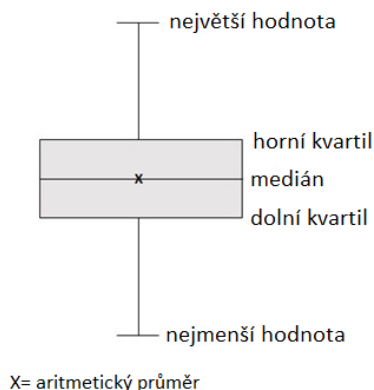 největší hodnota
horní kvartil
x
medián
dolní kvartil
nejmenší hodnota
X= aritmetický průměr